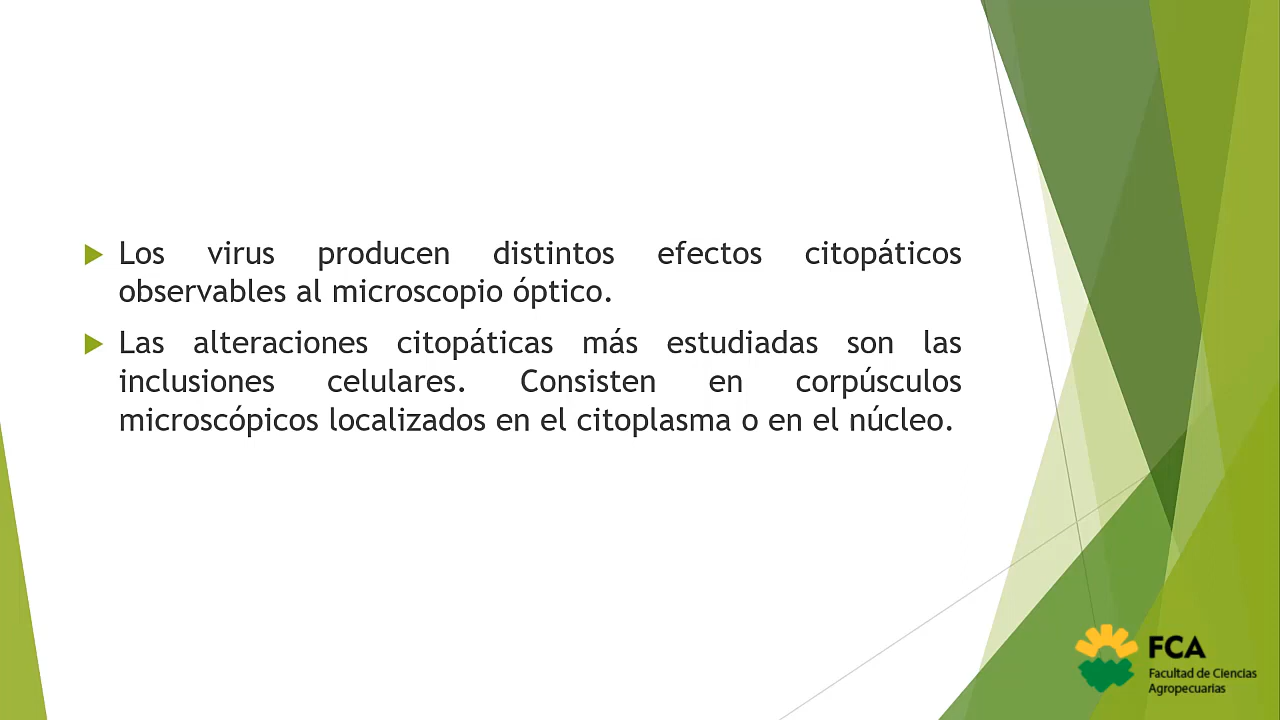 Los virus producen distintos efectos citopáticos
observables al microscopio óptico.
Las alteraciones citopáticas más estudiadas son las
inclusiones celulares. Consisten en corpúsculos
microscópicos localizados en el citoplasma o en el núcleo.
FCA
Facultad de Ciencias
Agropecuarias